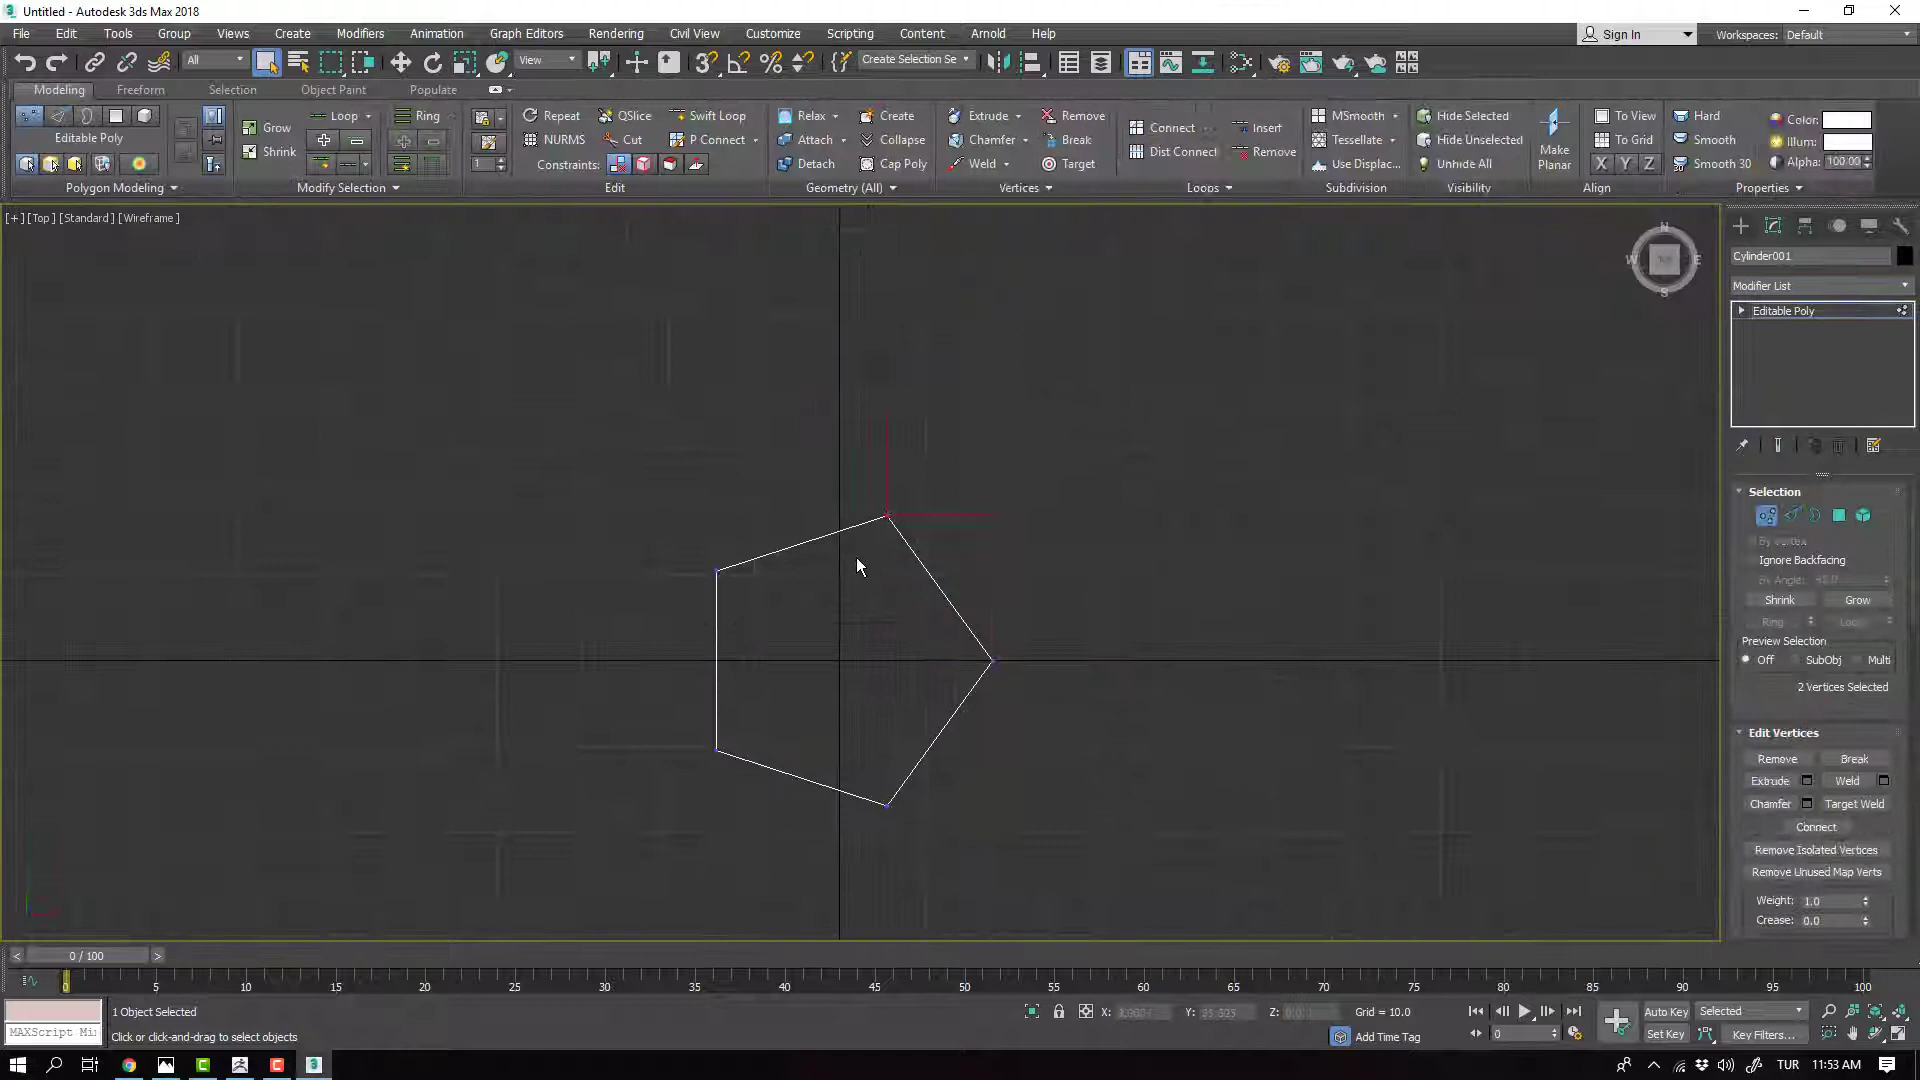 Untitled - Autodesk 3ds Max 2018
File Edit Tools Group Views Create Modifiers Animation Graph Editors Rendering Civil View Customize Scripting Content Arnold Help Sign In Workspaces: Default
All View Create Selection Se
Modeling Freeform Selection Object Paint Populate
Grow Loop Ring Repeat QSlice Swift Loop Relax Create Extrude Remove Connect Insert MSmooth Hide Selected To View Hard Color:
Editable Poly Shrink NURMS Cut P Connect Attach Collapse Chamfer Break Dist Connect Remove Tessellate Hide Unselected Make Planar To Grid Smooth Illum:
1 Constraints: Detach Cap Poly Weld Target Use Displac... Unhide All X Y Z Smooth 30 Alpha: 100.00
Polygon Modeling Modify Selection Edit Geometry (All) Vertices Loops Subdivision Visibility Align Properties
[+] [Top] [Standard] [Wireframe]
N
W E
S
Cylinder001
Modifier List
Editable Poly
Selection
By Vertex
Ignore Backfacing
By Angle:
Shrink Grow
Ring
Preview Selection
Off SubObj Multi
2 Vertices Selected
Edit Vertices
Remove Break
Extrude Weld
Chamfer Target Weld
Connect
Remove Isolated Vertices
Remove Unused Map Verts
Weight: 1.0
Crease: 0.0
< 0 / 100 >
0 5 10 15 20 25 30 35 40 45 50 55 60 65 70 75 80 85 90 95 100
1 Object Selected X: Y: Z: Grid = 10.0 Auto Key Selected
MAXScript Mi Click or click-and-drag to select objects Add Time Tag 0 Set Key Key Filters...
TUR 11:53 AM